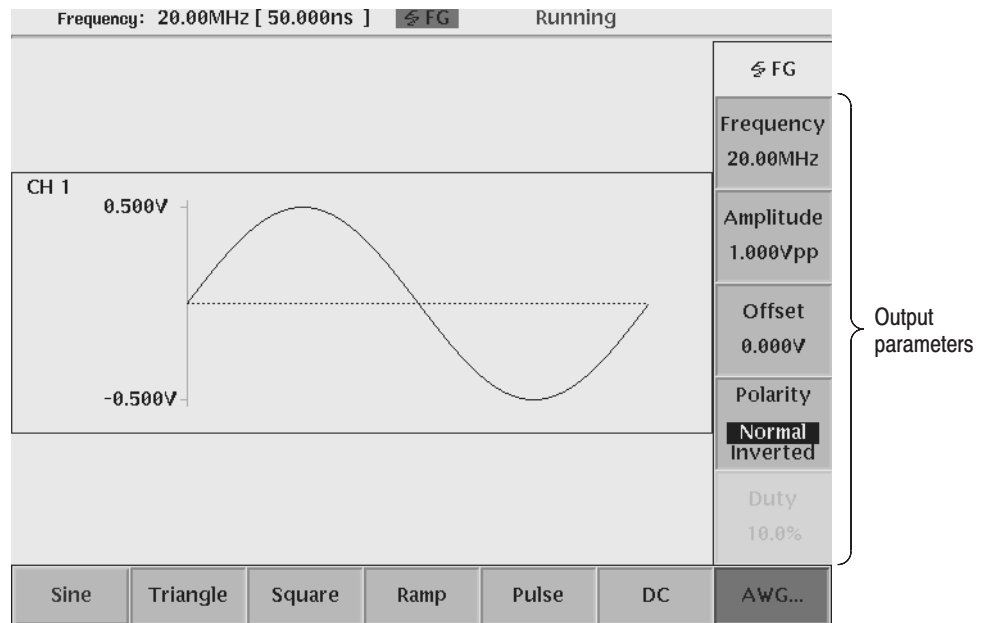 Frequency: 20.00MHz [ 50.000ns ] FG Running
FG
Frequency
20.00MHz
CH 1
0.500V
-0.500V
Amplitude
1.000Vpp
Offset
0.000V
Polarity
Normal
Inverted
Duty
10.0%
Output
parameters
Sine Triangle Square Ramp Pulse DC AWG...